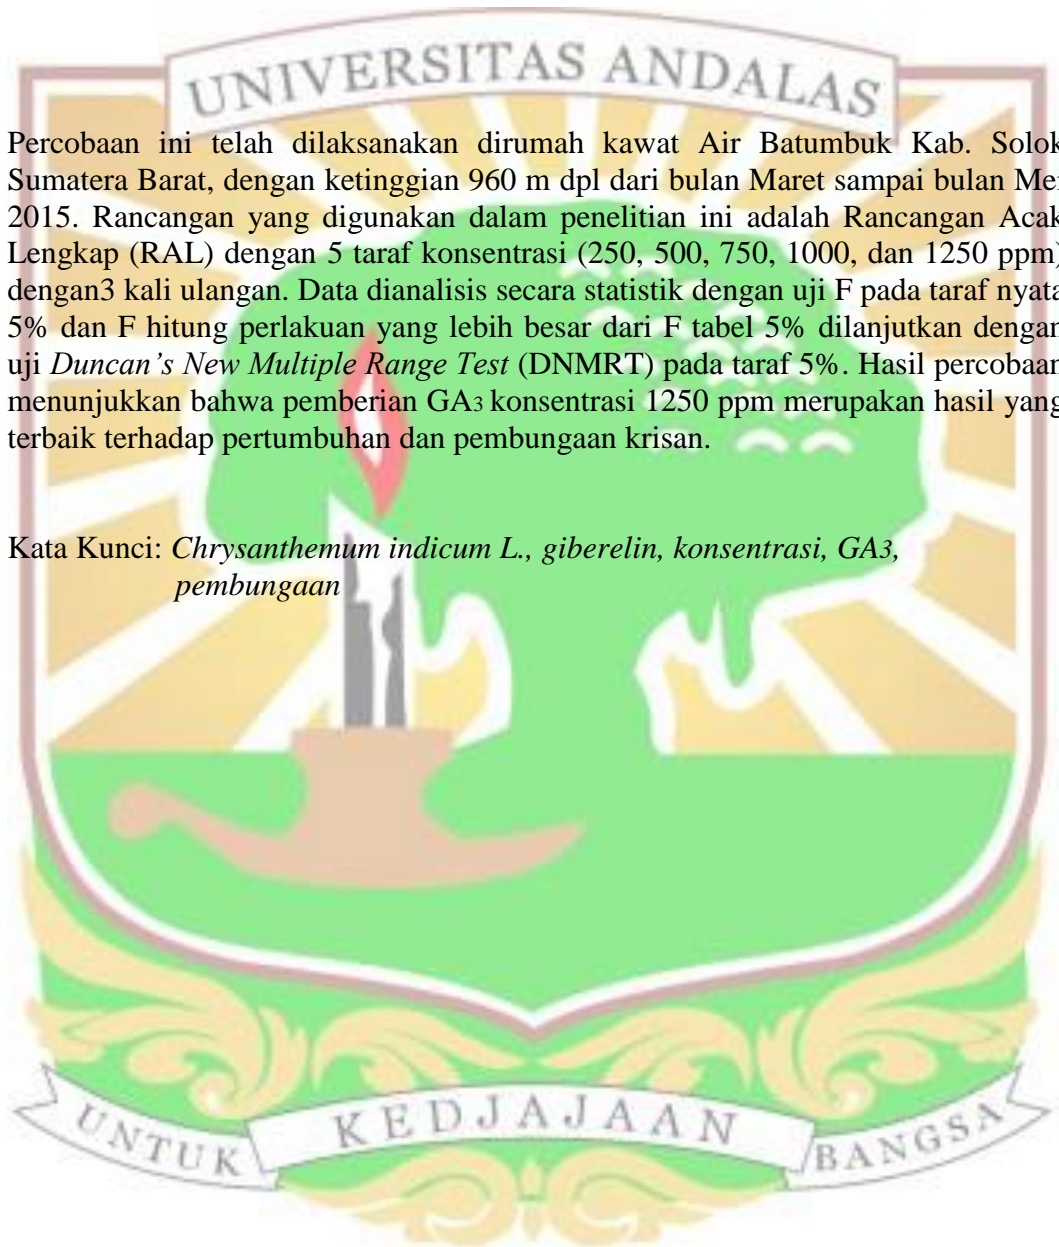 UNIVERSITAS ANDALAS
Percobaan ini telah dilaksanakan dirumah kawat Air Batumbuk Kab. Solok
Sumatera Barat, dengan ketinggian 960 m dpl dari bulan Maret sampai bulan Mei
2015. Rancangan yang digunakan dalam penelitian ini adalah Rancangan Acak
Lengkap (RAL) dengan 5 taraf konsentrasi (250, 500, 750, 1000, dan 1250 ppm)
dengan3 kali ulangan. Data dianalisis secara statistik dengan uji F pada taraf nyata
5% dan F hitung perlakuan yang lebih besar dari F tabel 5% dilanjutkan dengan
uji Duncan’s New Multiple Range Test (DNMRT) pada taraf 5%. Hasil percobaan
menunjukkan bahwa pemberian GA3 konsentrasi 1250 ppm merupakan hasil yang
terbaik terhadap pertumbuhan dan pembungaan krisan.
Kata Kunci: Chrysanthemum indicum L., giberelin, konsentrasi, GA3,
pembungaan
UNTUK KEDJAJAAN BANGSA